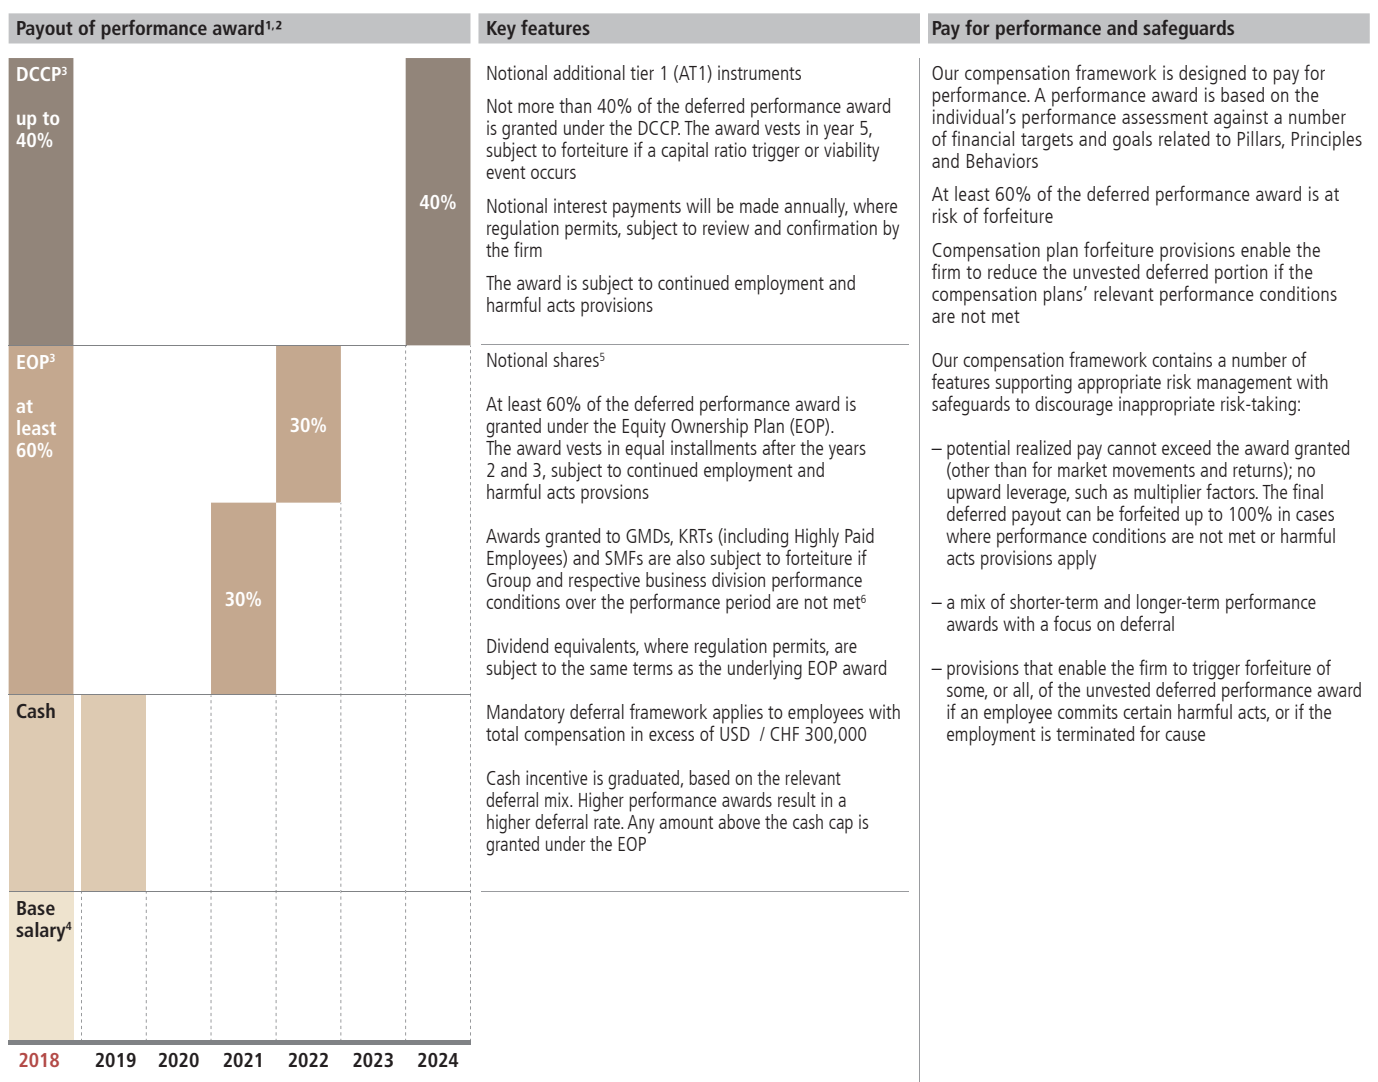 Payout of performance award1,2
DCCP3
up to
40%
40%
EOP3
at
least
60%
30%
30%
Cash
Base
salary4
2018 2019 2020 2021 2022 2023 2024
Key features
Notional additional tier 1 (AT1) instruments
Not more than 40% of the deferred performance award
is granted under the DCCP. The award vests in year 5,
subject to forteiture if a capital ratio trigger or viability
event occurs
Notional interest payments will be made annually, where
regulation permits, subject to review and confirmation by
the firm
The award is subject to continued employment and
harmful acts provisions
Notional shares5
At least 60% of the deferred performance award is
granted under the Equity Ownership Plan (EOP).
The award vests in equal installments after the years
2 and 3, subject to continued employment and
harmful acts provsions
Awards granted to GMDs, KRTs (including Highly Paid
Employees) and SMFs are also subject to forteiture if
Group and respective business division performance
conditions over the performance period are not met6
Dividend equivalents, where regulation permits, are
subject to the same terms as the underlying EOP award
Mandatory deferral framework applies to employees with
total compensation in excess of USD / CHF 300,000
Cash incentive is graduated, based on the relevant
deferral mix. Higher performance awards result in a
higher deferral rate. Any amount above the cash cap is
granted under the EOP
Pay for performance and safeguards
Our compensation framework is designed to pay for
performance. A performance award is based on the
individual's performance assessment against a number
of financial targets and goals related to Pillars, Principles
and Behaviors
At least 60% of the deferred performance award is at
risk of forfeiture
Compensation plan forfeiture provisions enable the
firm to reduce the unvested deferred portion if the
compensation plans' relevant performance conditions
are not met
Our compensation framework contains a number of
features supporting appropriate risk management with
safeguards to discourage inappropriate risk-taking:
– potential realized pay cannot exceed the award granted
(other than for market movements and returns); no
upward leverage, such as multiplier factors. The final
deferred payout can be forfeited up to 100% in cases
where performance conditions are not met or harmful
acts provisions apply
– a mix of shorter-term and longer-term performance
awards with a focus on deferral
– provisions that enable the firm to trigger forfeiture of
some, or all, of the unvested deferred performance award
if an employee commits certain harmful acts, or if the
employment is terminated for cause